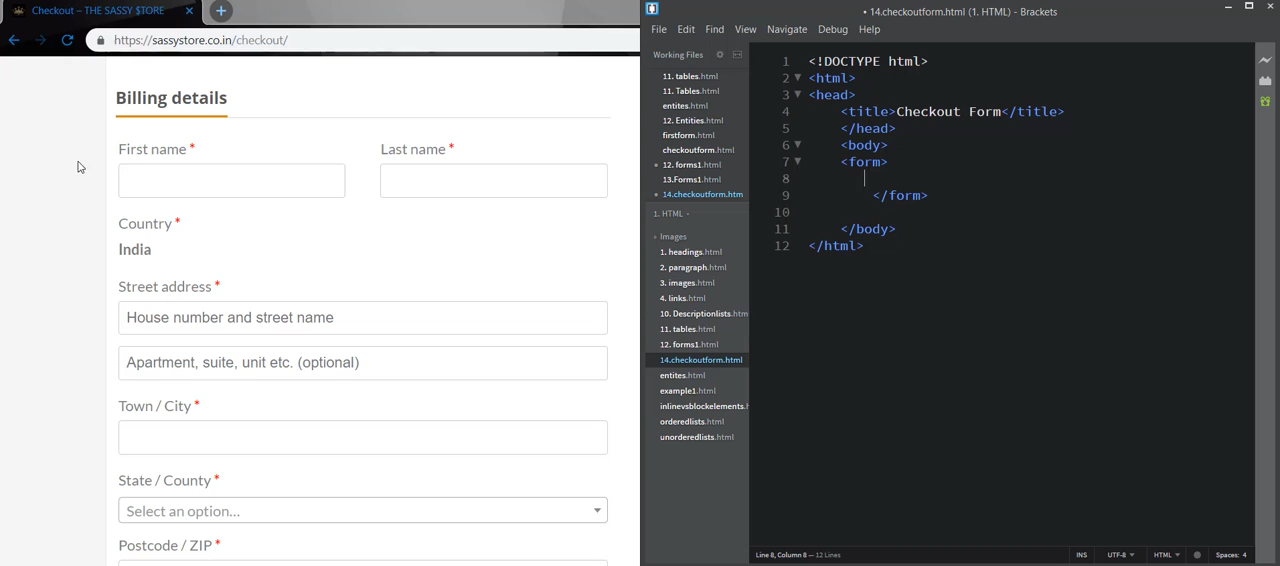 Checkout – THE SASSY $TORE
https://sassystore.co.in/checkout/
Billing details
First name *
Last name *
Country *
India
Street address *
House number and street name
Apartment, suite, unit etc. (optional)
Town / City *
State / County *
Select an option...
Postcode / ZIP *
• 14.checkoutform.html (1. HTML) - Brackets
File Edit Find View Navigate Debug Help
Working Files
11. tables.html
11. Tables.html
entites.html
12. Entities.html
firstform.html
checkoutform.html
12. forms1.html
13.Forms1.html
14.checkoutform.htm
1. HTML
Images
1. headings.html
2. paragraph.html
3. images.html
4. links.html
10. Descriptionlists.htm
11. tables.html
12. forms1.html
14.checkoutform.html
entites.html
example1.html
inlinevsblockelements.h
orderedlists.html
unorderedlists.html
1 <!DOCTYPE html>
2 <html>
3 <head>
4 <title>Checkout Form</title>
5 </head>
6 <body>
7 <form>
8
9 </form>
10
11 </body>
12 </html>
Line 8, Column 8 — 12 Lines
INS UTF-8 HTML Spaces: 4